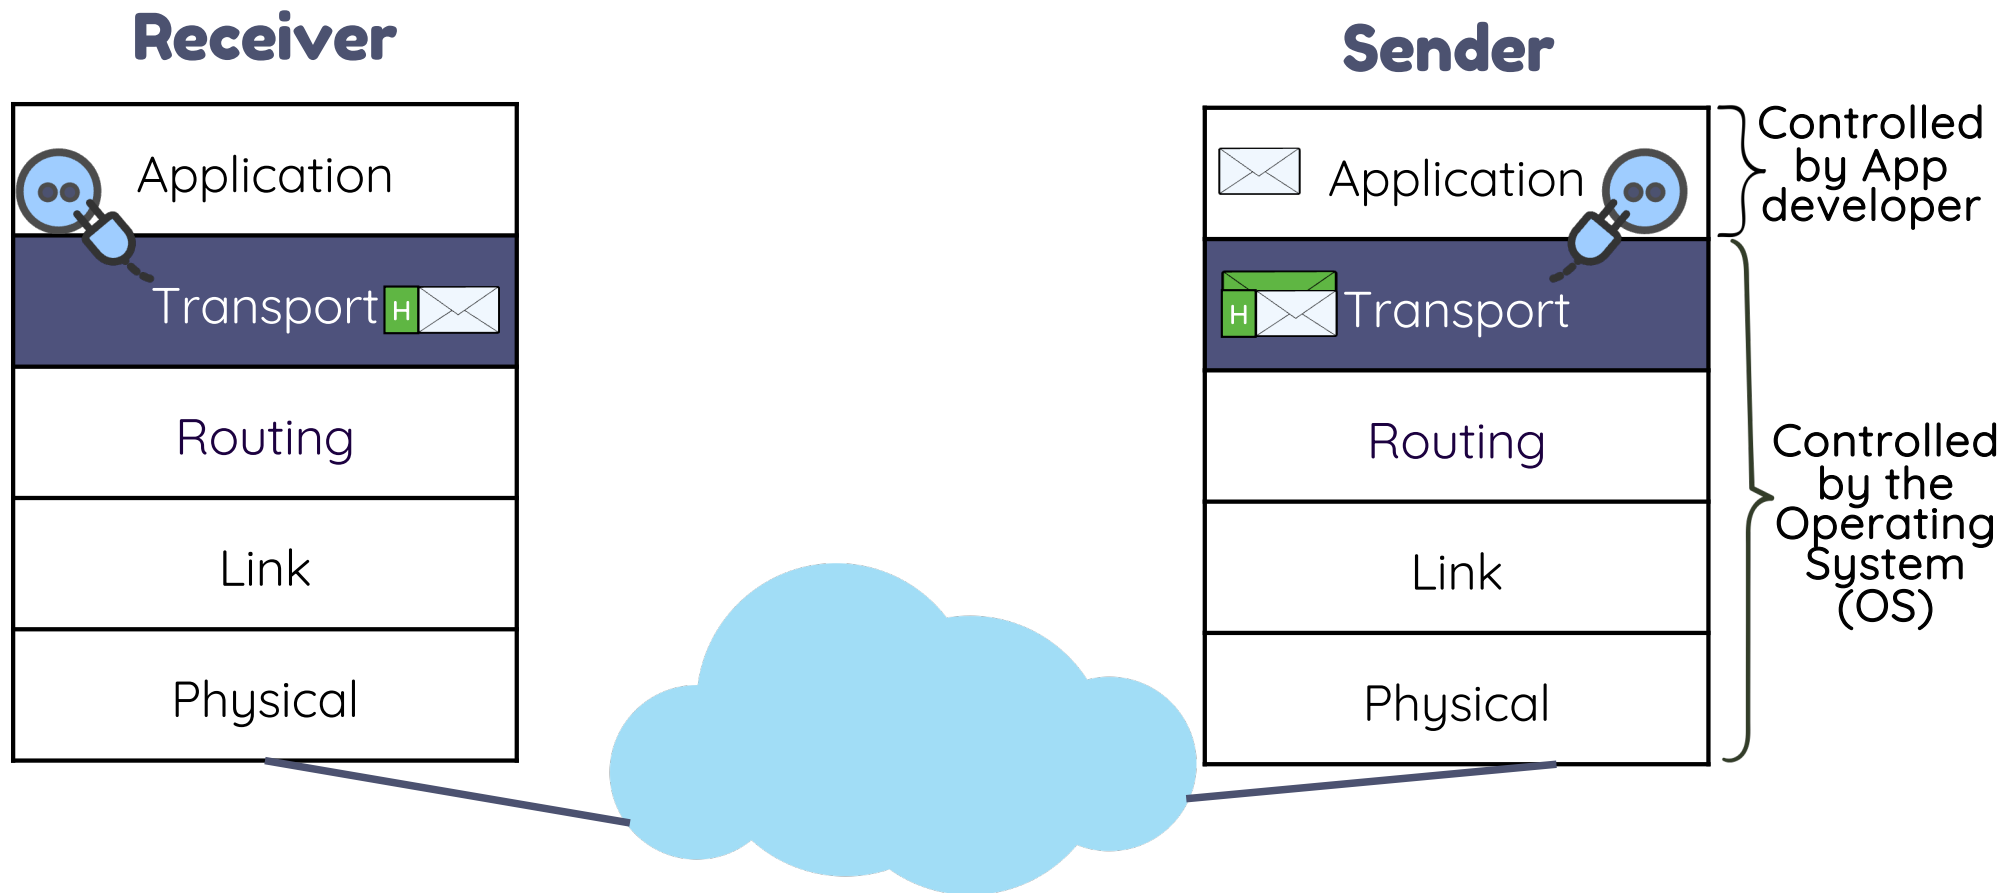 Receiver
Application
Transport
H
Routing
Link
Physical
Sender
Application
H
Transport
Routing
Link
Physical
Controlled
by App
developer
Controlled
by the
Operating
System
(OS)